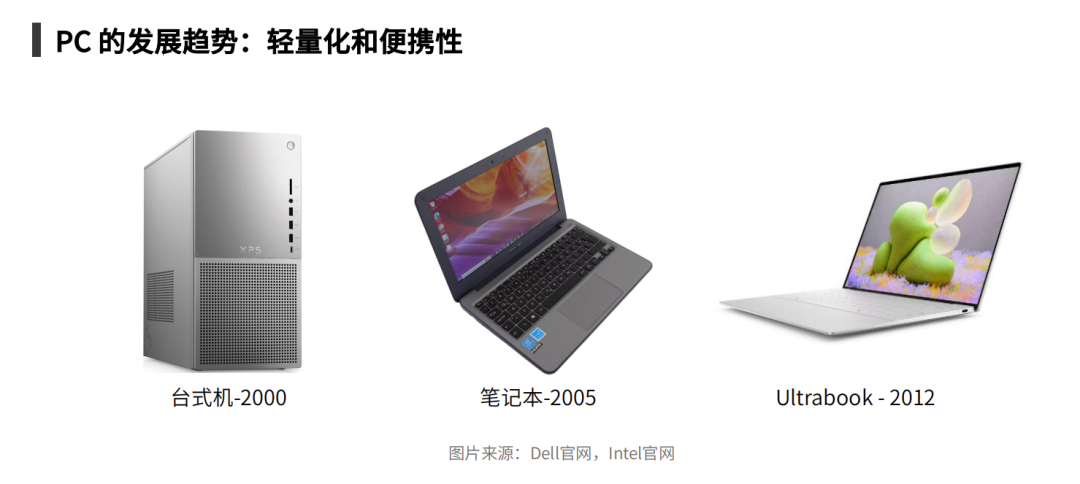 PC 的发展趋势：轻量化和便携性
XPS
台式机-2000
笔记本-2005
Ultrabook - 2012
图片来源：Dell官网，Intel官网